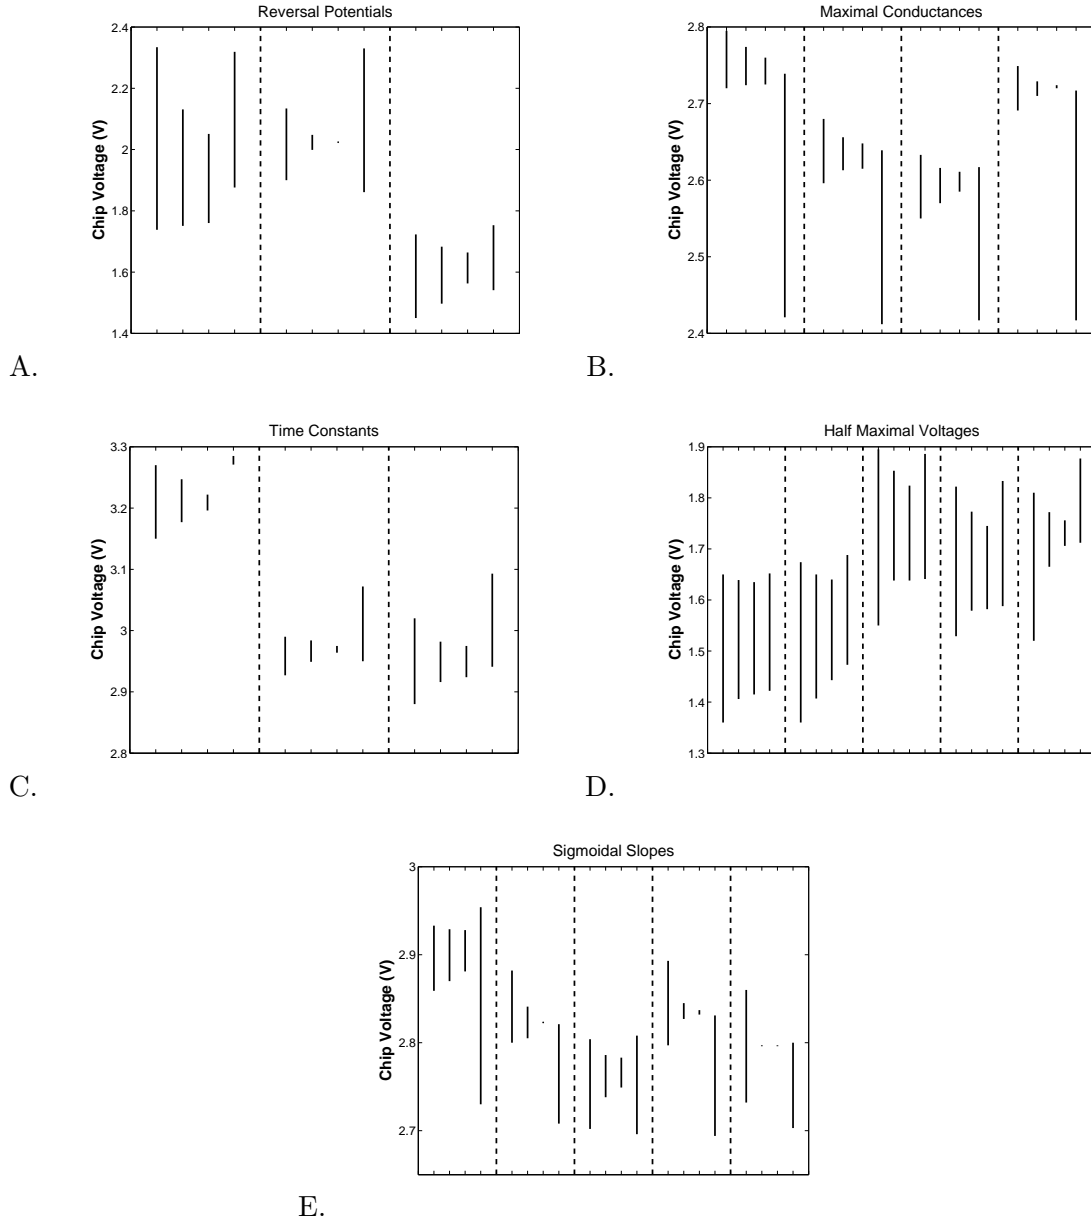 Reversal Potentials
2.4
2.2
2
1.8
1.6
1.4
Chip Voltage (V)
A.
Maximal Conductances
2.8
2.7
2.6
2.5
2.4
Chip Voltage (V)
B.
Time Constants
3.3
3.2
3.1
3
2.9
2.8
Chip Voltage (V)
C.
Half Maximal Voltages
1.9
1.8
1.7
1.6
1.5
1.4
1.3
Chip Voltage (V)
D.
Sigmoidal Slopes
3
2.9
2.8
2.7
Chip Voltage (V)
E.